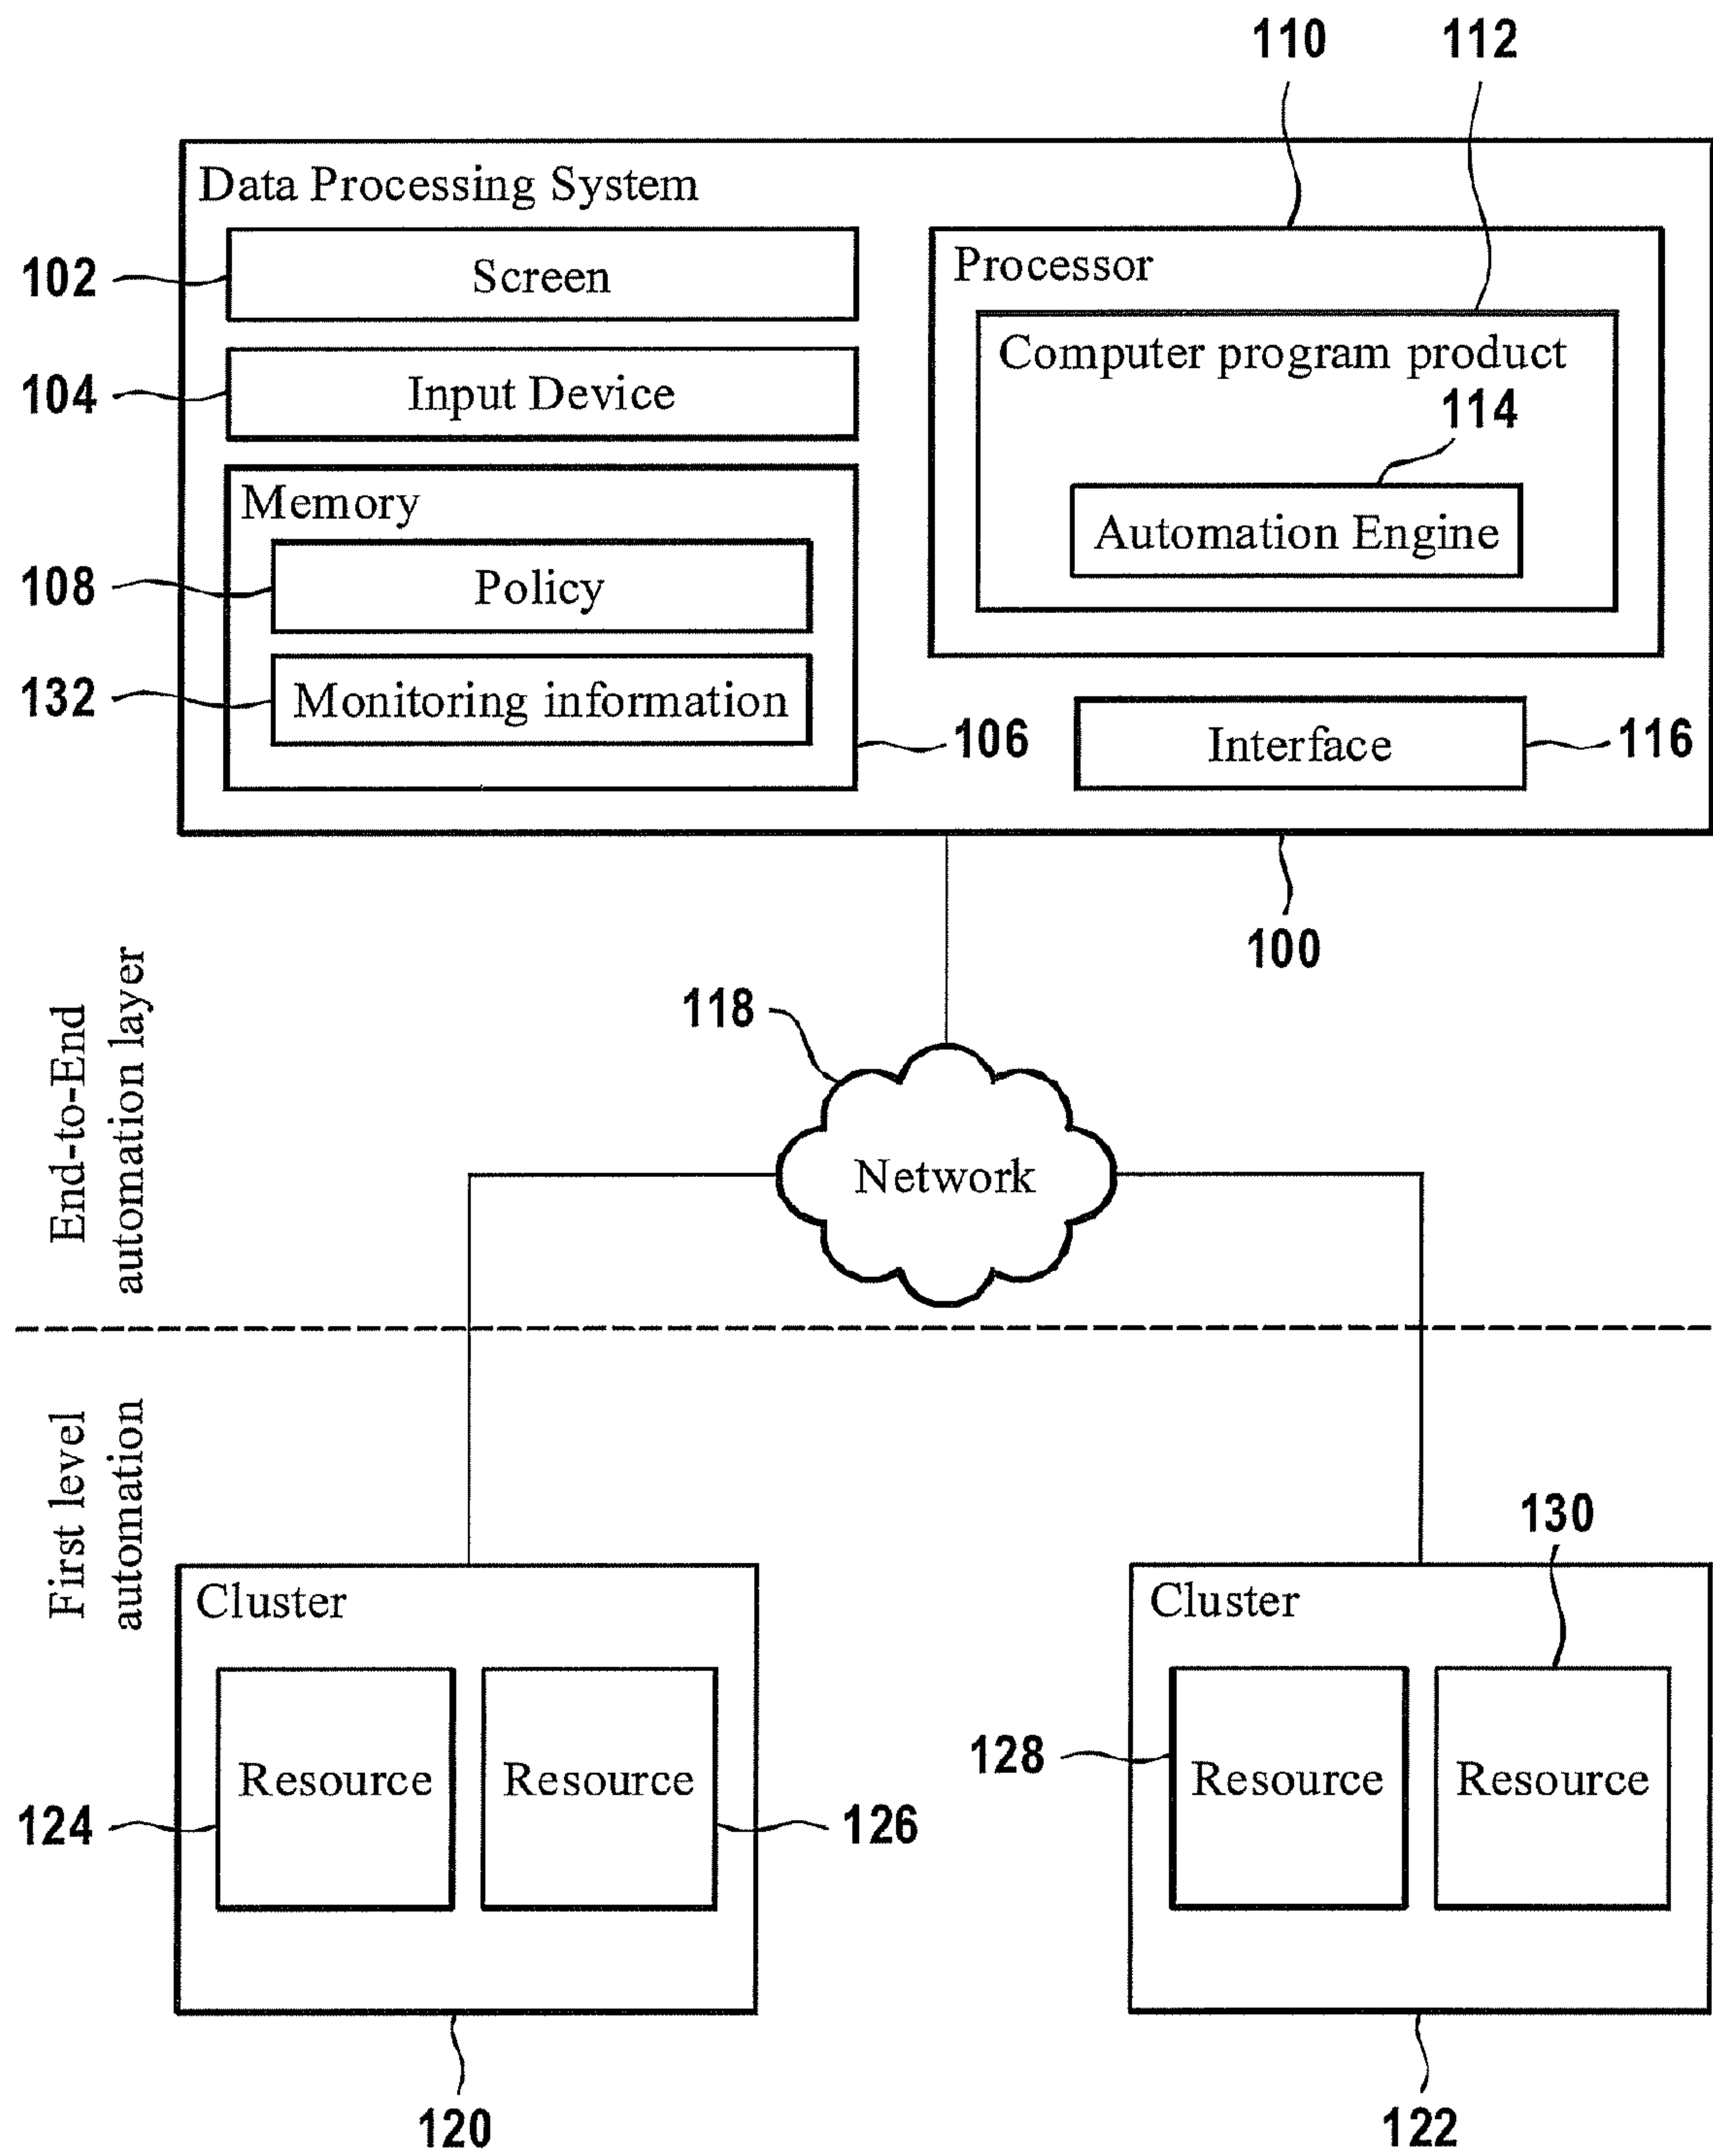 110
112
Data Processing System
102
Screen
Processor
104
Input Device
Computer program product
114
Automation Engine
Memory
108
Policy
132
Monitoring information
106
Interface
116
100
End-to-End
automation layer
118
Network
First level
automation
130
Cluster
Cluster
124
Resource
Resource
126
128
Resource
Resource
120
122